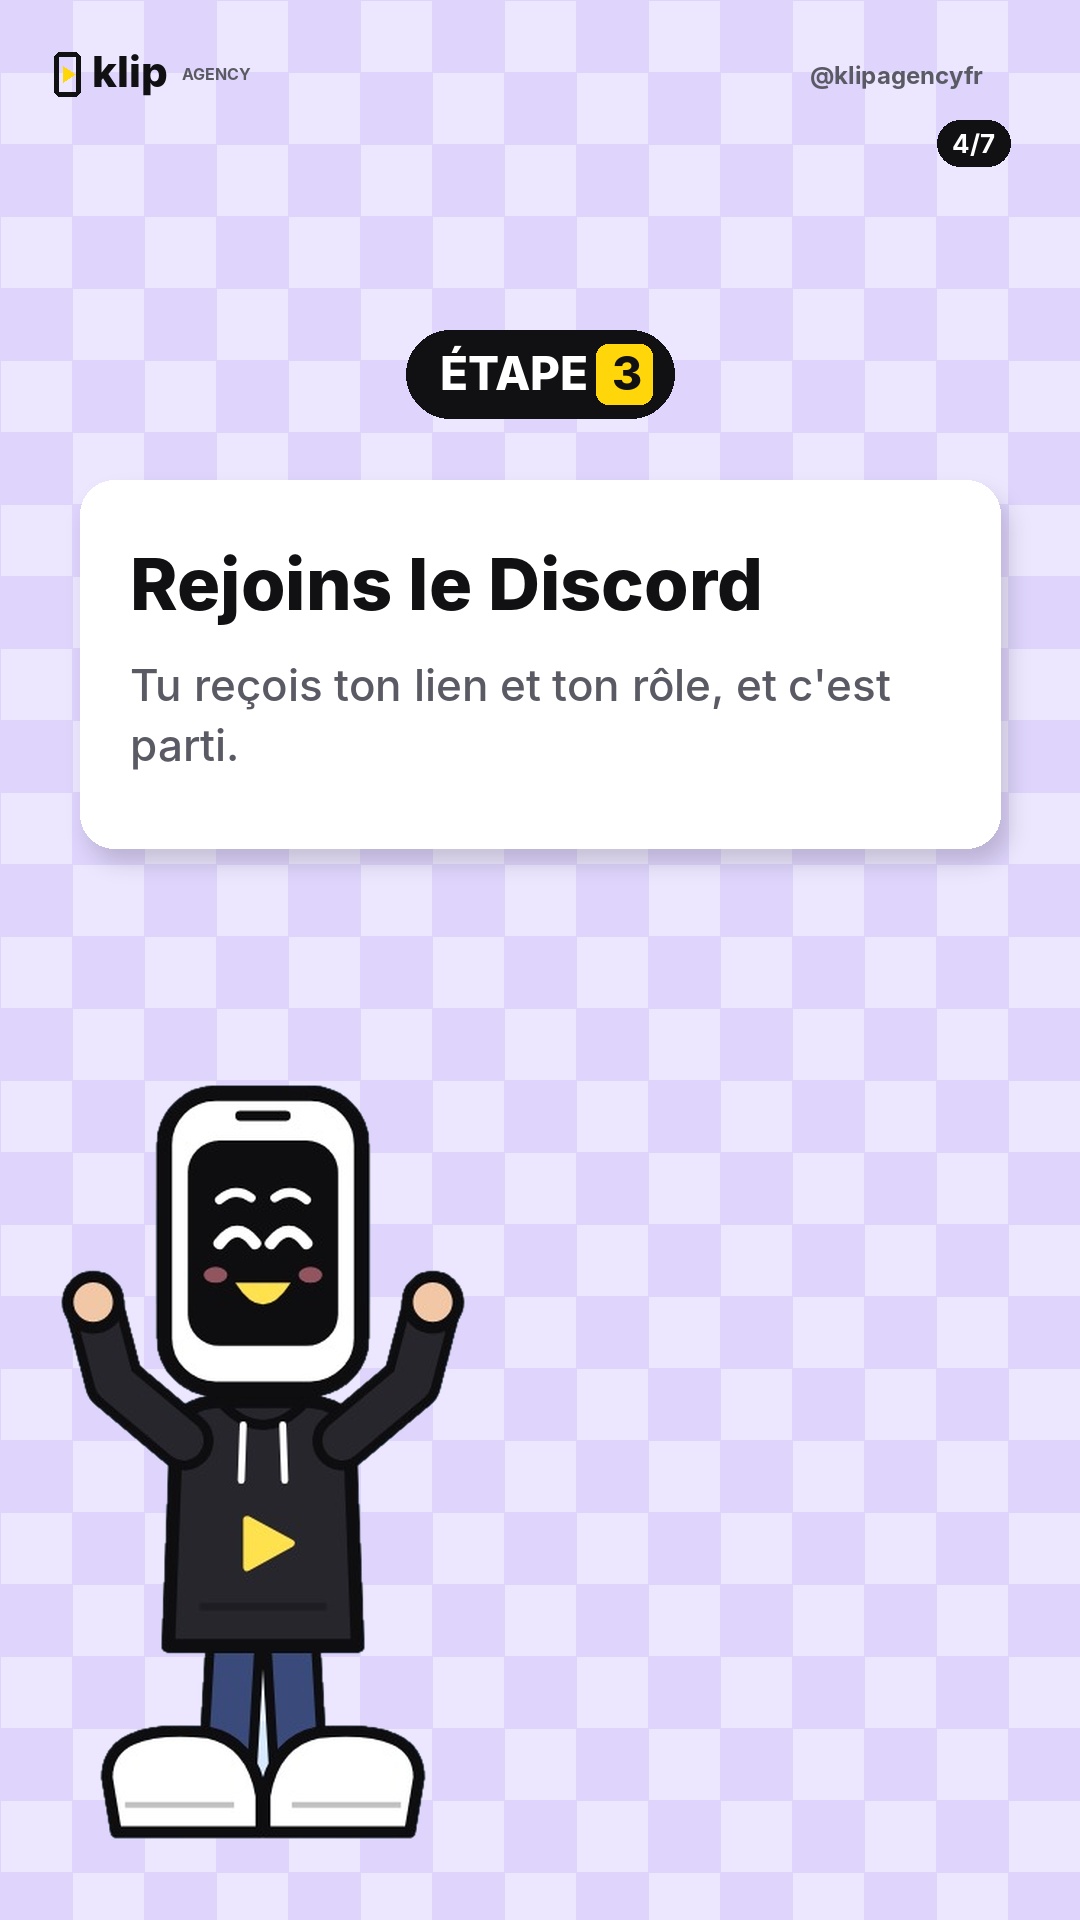 klip AGENCY
@klipagencyfr
4/7
ÉTAPE 3
Rejoins le Discord
Tu reçois ton lien et ton rôle, et c'est
parti.